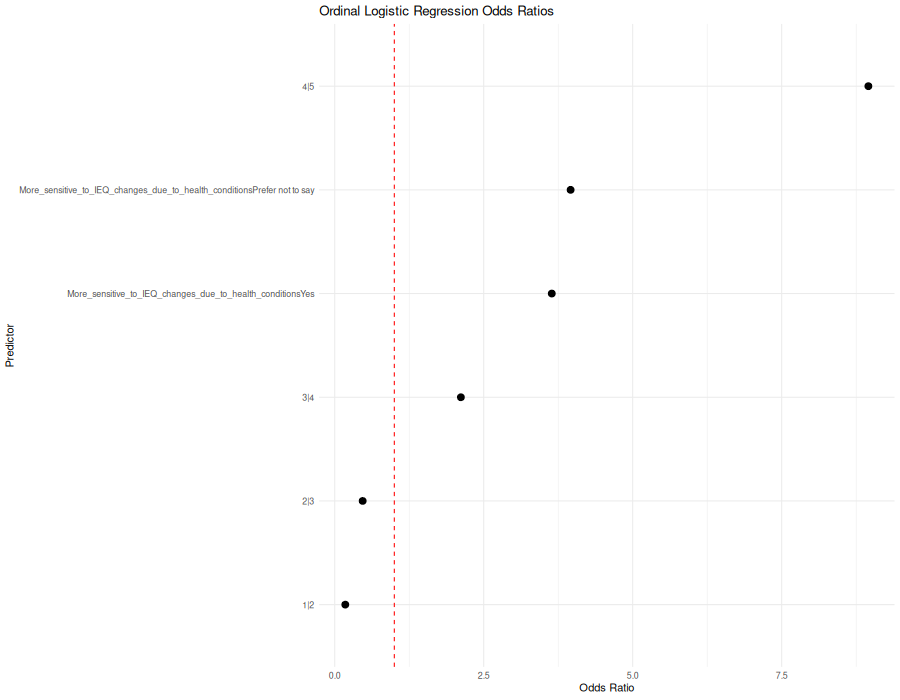 Ordinal Logistic Regression Odds Ratios
4|5
More_sensitive_to_IEQ_changes_due_to_health_conditionsPrefer not to say
More_sensitive_to_IEQ_changes_due_to_health_conditionsYes
Predictor
3|4
2|3
1|2
0.0 2.5 5.0 7.5
Odds Ratio